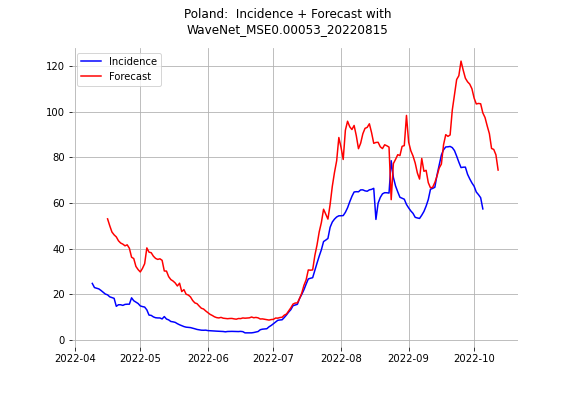 Poland:  Incidence + Forecast with
WaveNet_MSE0.00053_20220815
Incidence
Forecast
120
100
80
60
40
20
0
2022-04 2022-05 2022-06 2022-07 2022-08 2022-09 2022-10